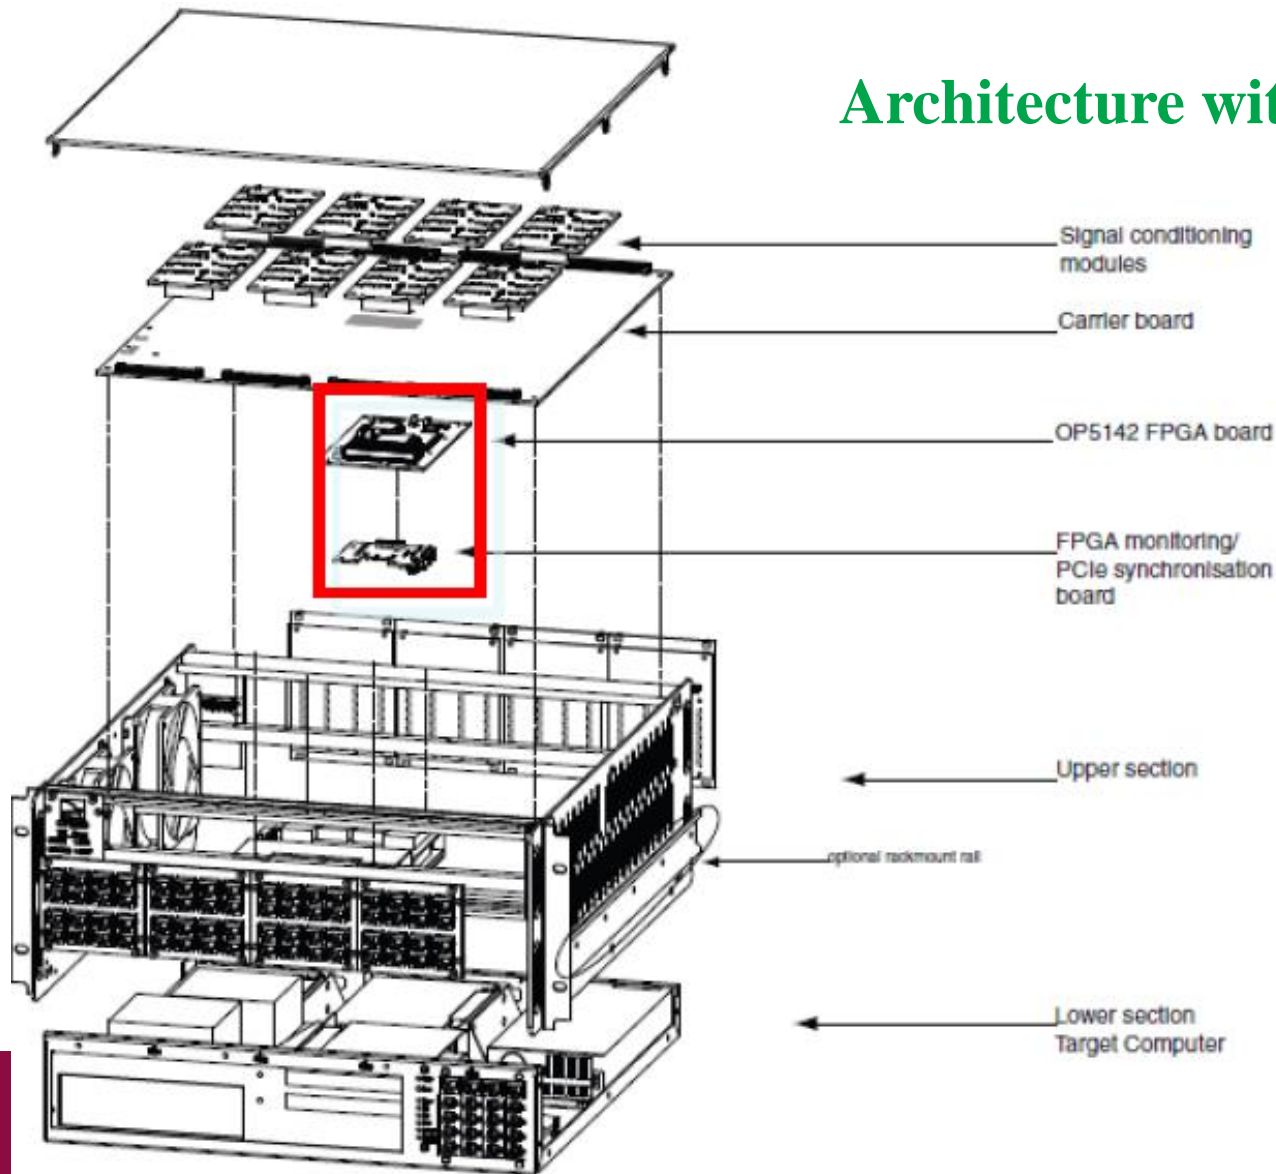 Architecture wit
Signal conditioning
modules
Carrier board
OP5142 FPGA board
FPGA monitoring/
PCIe synchronisation
board
Upper section
optional rackmount rail
Lower section
Target Computer